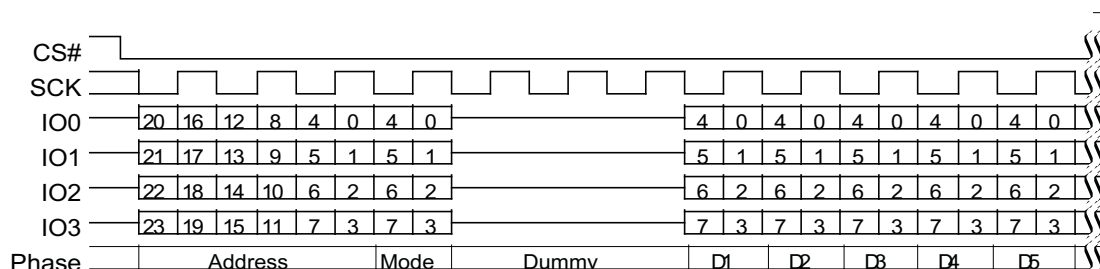 CS#
SCK
IO0 20 16 12 8 4 0 4 0 4 0 4 0 4 0 4 0 4 0
IO1 21 17 13 9 5 1 5 1 5 1 5 1 5 1 5 1 5 1
IO2 22 18 14 10 6 2 6 2 6 2 6 2 6 2 6 2 6 2
IO3 23 19 15 11 7 3 7 3 7 3 7 3 7 3 7 3 7 3
Phase Address Mode Dummy D1 D2 D3 D4 D5